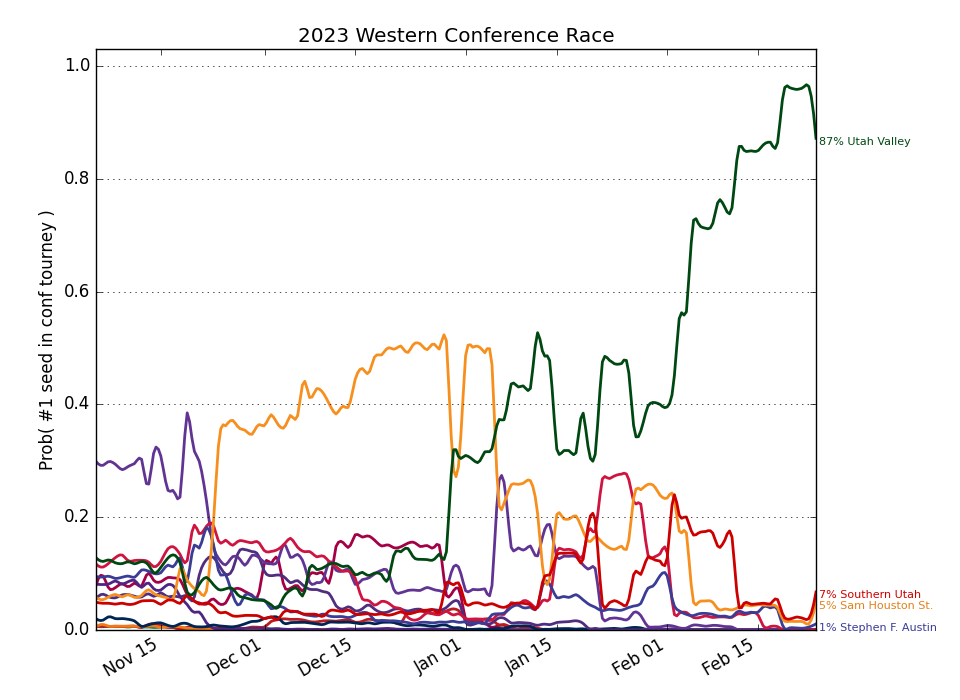 2023 Western Conference Race
Prob( #1 seed in conf tourney )
1.0
0.8
0.6
0.4
0.2
0.0
87% Utah Valley
7% Southern Utah
5% Sam Houston St.
1% Stephen F. Austin
Nov 15
Dec 01
Dec 15
Jan 01
Jan 15
Feb 01
Feb 15